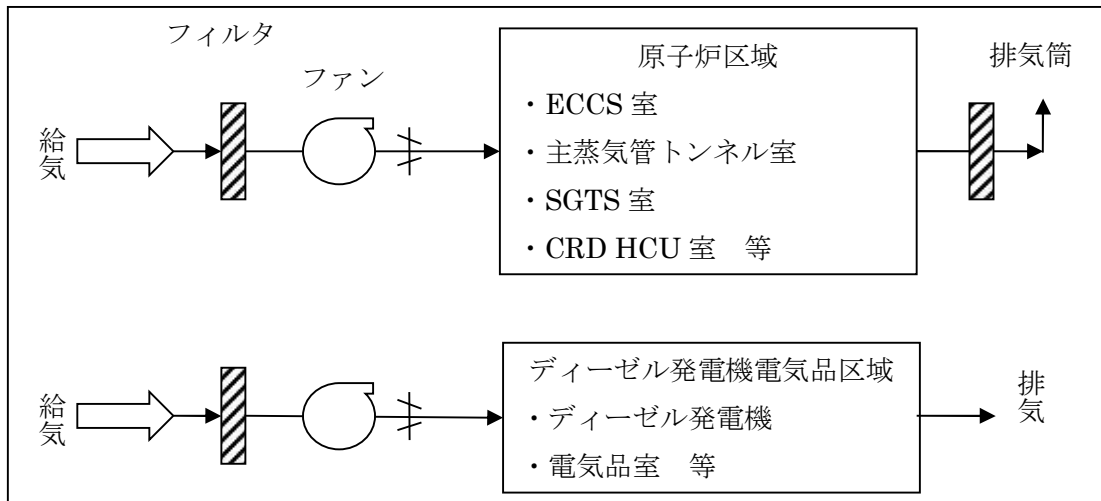 フィルタ
ファン
給気
原子炉区域
・ECCS 室
・主蒸気管トンネル室
・SGTS 室
・CRD HCU 室　等
排気筒
給気
ディーゼル発電機電気品区域
・ディーゼル発電機
・電気品室　等
排気